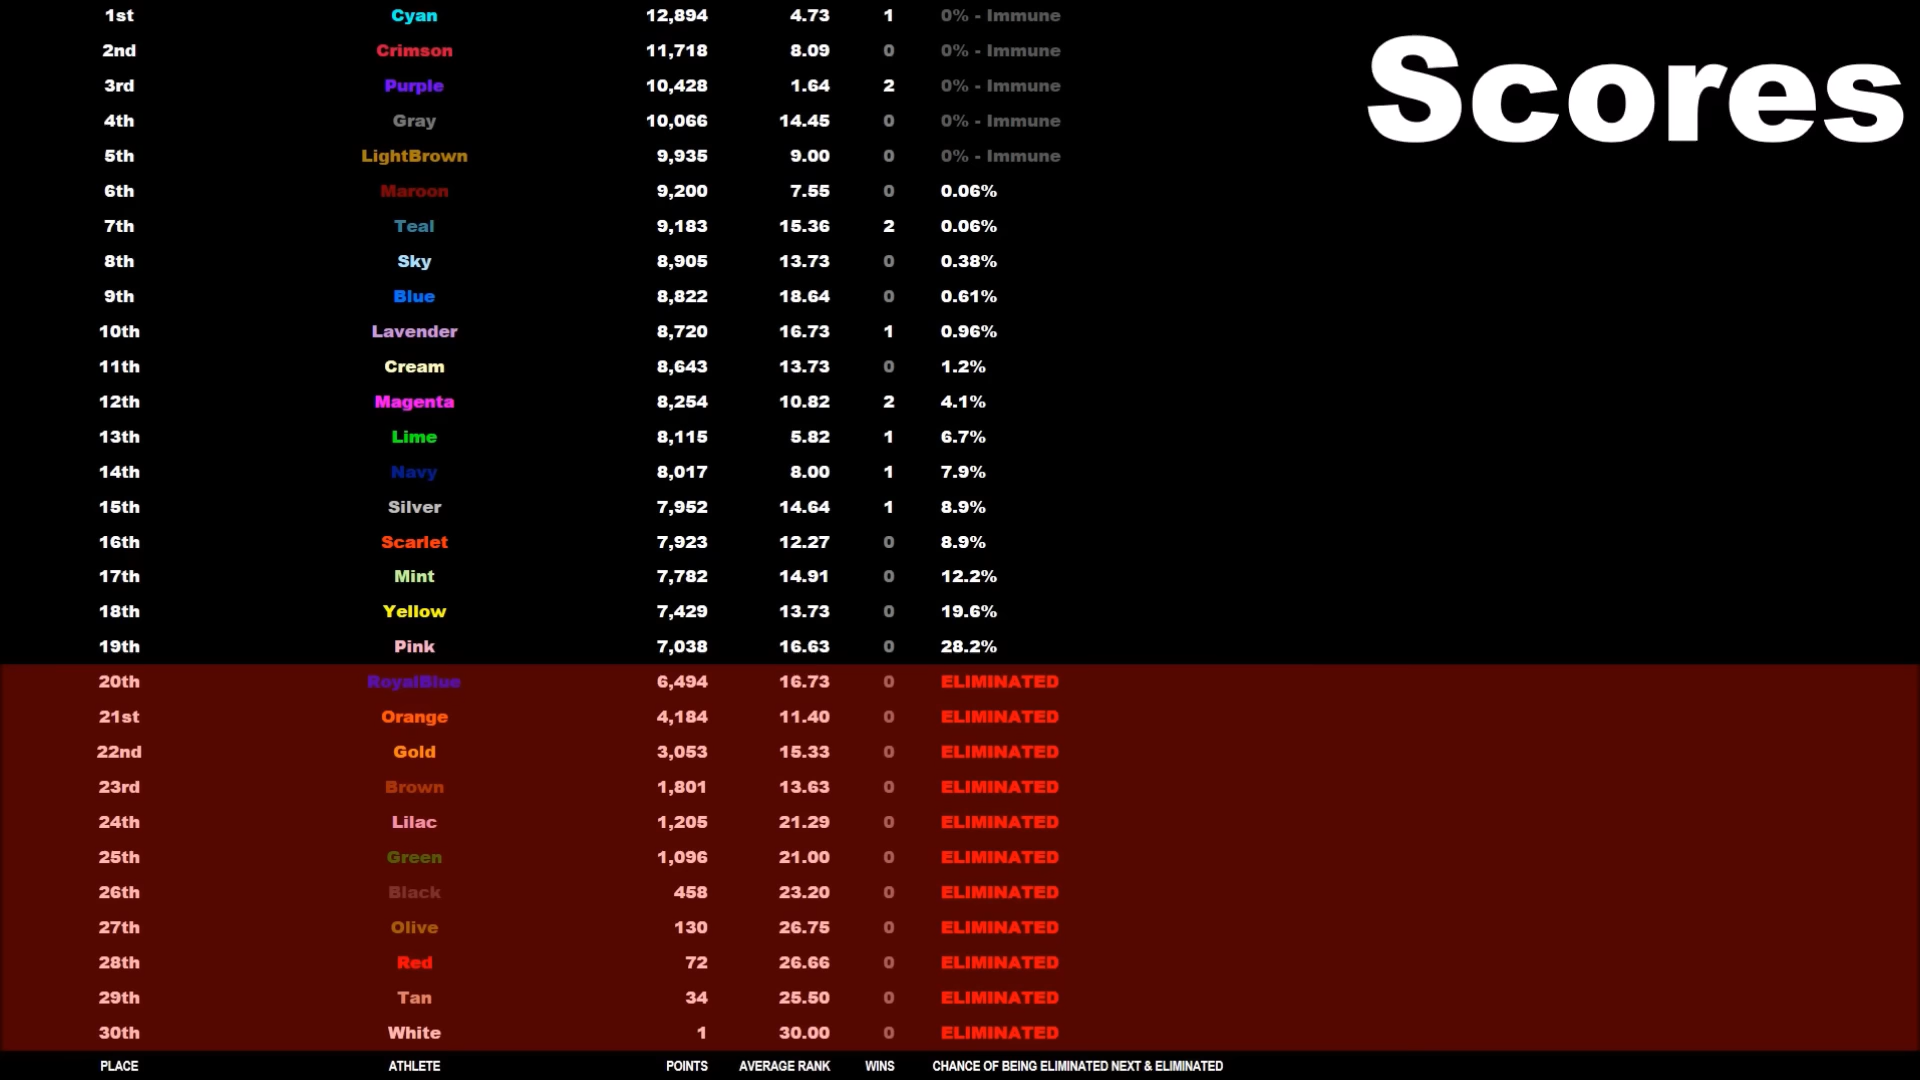 Scores
1st Cyan 12,894 4.73 1 0% - Immune
2nd Crimson 11,718 8.09 0 0% - Immune
3rd Purple 10,428 1.64 2 0% - Immune
4th Gray 10,066 14.45 0 0% - Immune
5th LightBrown 9,935 9.00 0 0% - Immune
6th Maroon 9,200 7.55 0 0.06%
7th Teal 9,183 15.36 2 0.06%
8th Sky 8,905 13.73 0 0.38%
9th Blue 8,822 18.64 0 0.61%
10th Lavender 8,720 16.73 1 0.96%
11th Cream 8,643 13.73 0 1.2%
12th Magenta 8,254 10.82 2 4.1%
13th Lime 8,115 5.82 1 6.7%
14th Navy 8,017 8.00 1 7.9%
15th Silver 7,952 14.64 1 8.9%
16th Scarlet 7,923 12.27 0 8.9%
17th Mint 7,782 14.91 0 12.2%
18th Yellow 7,429 13.73 0 19.6%
19th Pink 7,038 16.63 0 28.2%
20th RoyalBlue 6,494 16.73 0 ELIMINATED
21st Orange 4,184 11.40 0 ELIMINATED
22nd Gold 3,053 15.33 0 ELIMINATED
23rd Brown 1,801 13.63 0 ELIMINATED
24th Lilac 1,205 21.29 0 ELIMINATED
25th Green 1,096 21.00 0 ELIMINATED
26th Black 458 23.20 0 ELIMINATED
27th Olive 130 26.75 0 ELIMINATED
28th Red 72 26.66 0 ELIMINATED
29th Tan 34 25.50 0 ELIMINATED
30th White 1 30.00 0 ELIMINATED
PLACE ATHLETE POINTS AVERAGE RANK WINS CHANCE OF BEING ELIMINATED NEXT & ELIMINATED